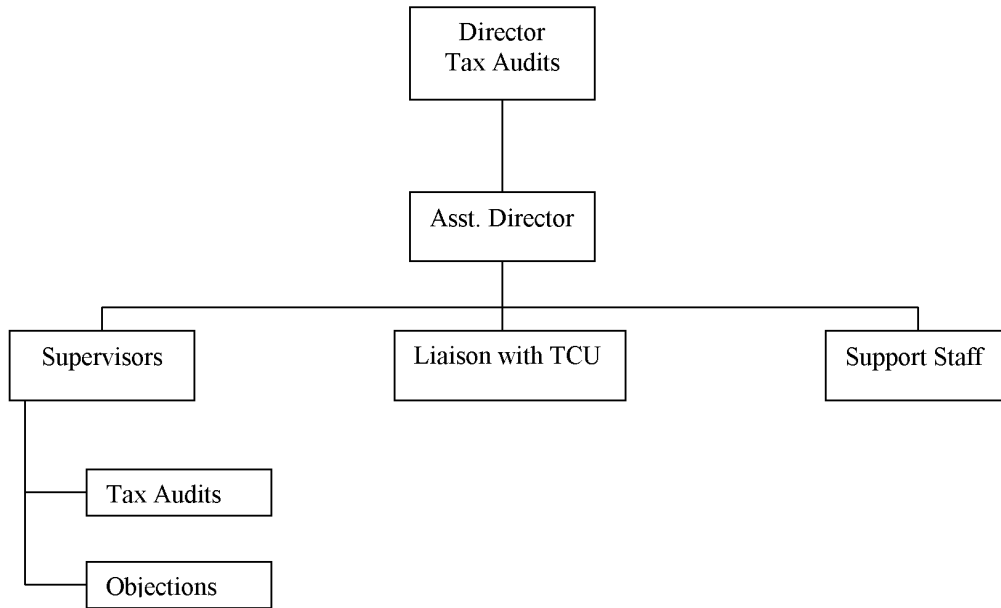 Director
Tax Audits
Asst. Director
Supervisors
Liaison with TCU
Support Staff
Tax Audits
Objections